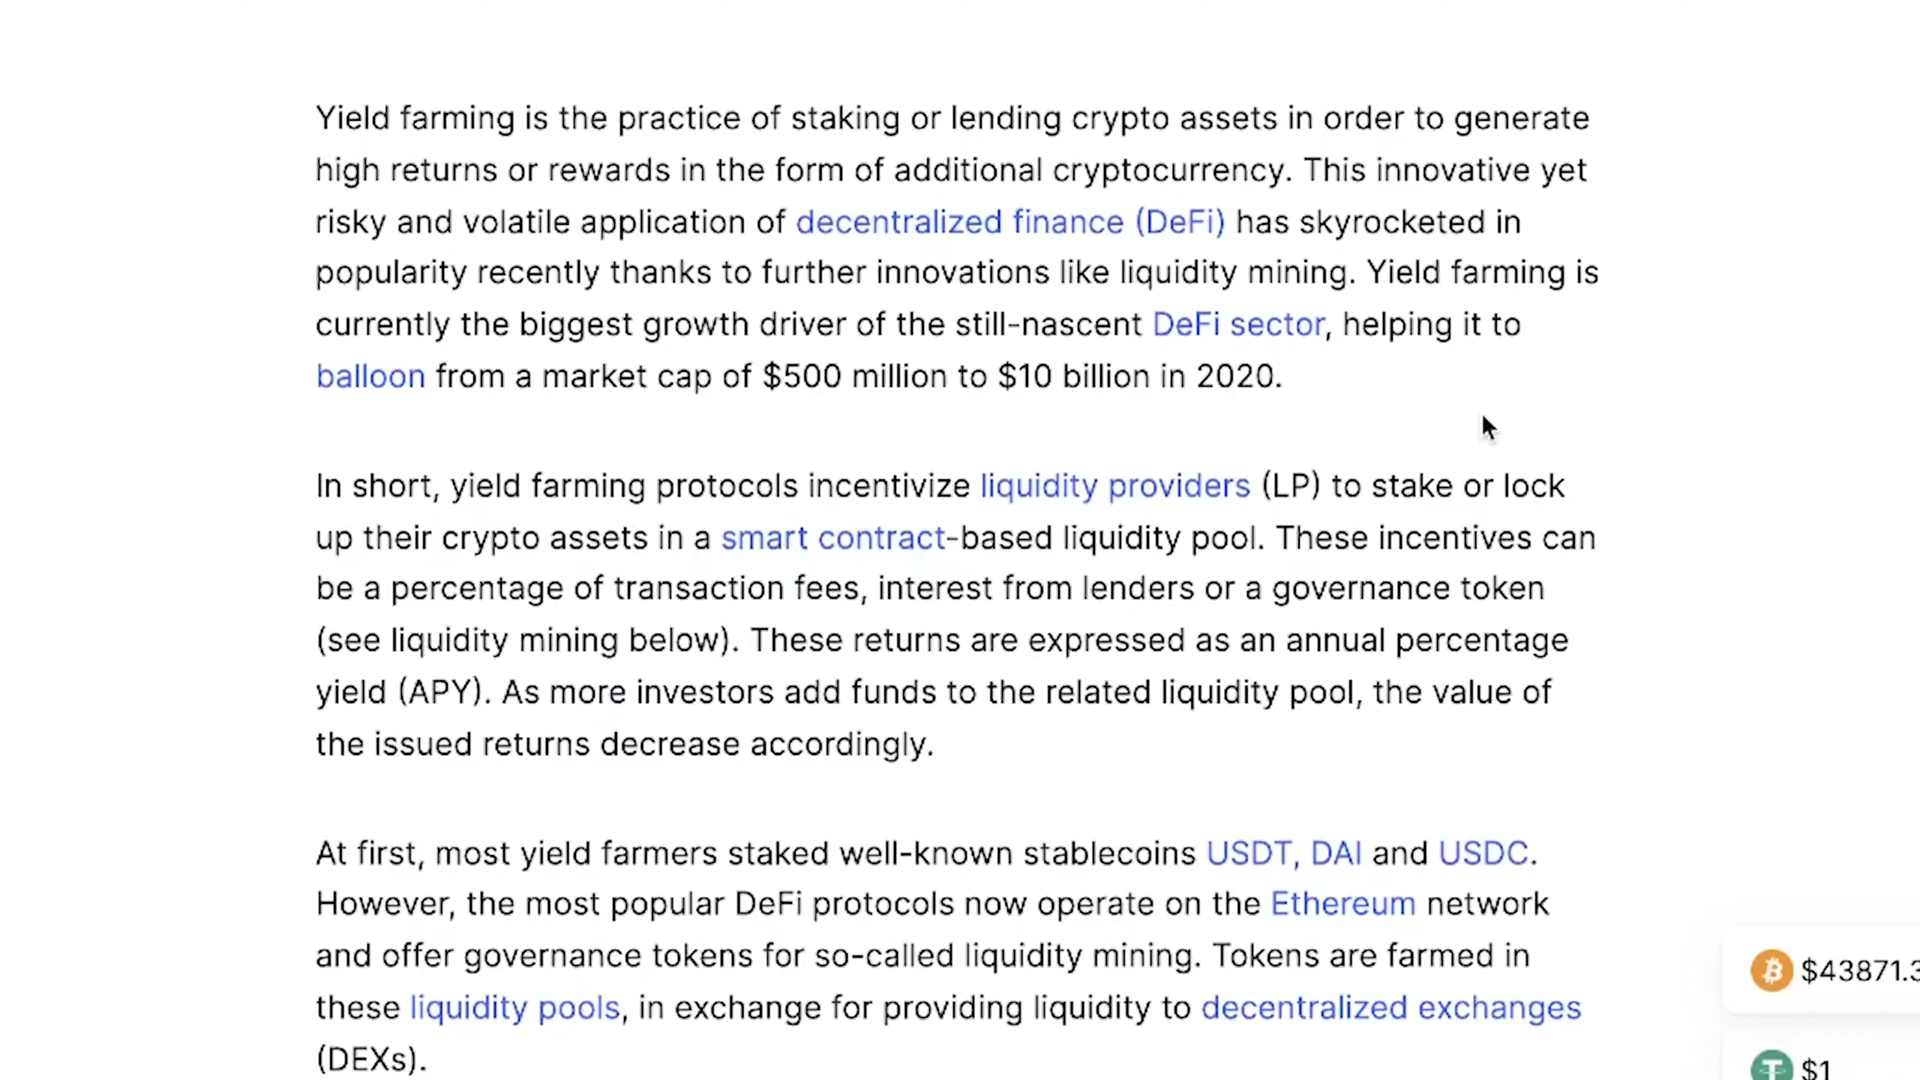 Yield farming is the practice of staking or lending crypto assets in order to generate
high returns or rewards in the form of additional cryptocurrency. This innovative yet
risky and volatile application of decentralized finance (DeFi) has skyrocketed in
popularity recently thanks to further innovations like liquidity mining. Yield farming is
currently the biggest growth driver of the still-nascent DeFi sector, helping it to
balloon from a market cap of $500 million to $10 billion in 2020.
In short, yield farming protocols incentivize liquidity providers (LP) to stake or lock
up their crypto assets in a smart contract-based liquidity pool. These incentives can
be a percentage of transaction fees, interest from lenders or a governance token
(see liquidity mining below). These returns are expressed as an annual percentage
yield (APY). As more investors add funds to the related liquidity pool, the value of
the issued returns decrease accordingly.
At first, most yield farmers staked well-known stablecoins USDT, DAI and USDC.
However, the most popular DeFi protocols now operate on the Ethereum network
and offer governance tokens for so-called liquidity mining. Tokens are farmed in
these liquidity pools, in exchange for providing liquidity to decentralized exchanges
(DEXs).
$43871.3
$1